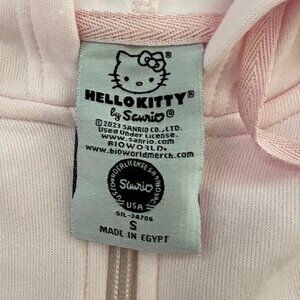 HELLO KITTY®
by Sanrio®
© 2023 SANRIO CO., LTD.
Used Under License.
www.sanrio.com
BIOWORLD®
www.bioworldmerch.com
Sanrio
USA
SIL-34706
S
MADE IN EGYPT